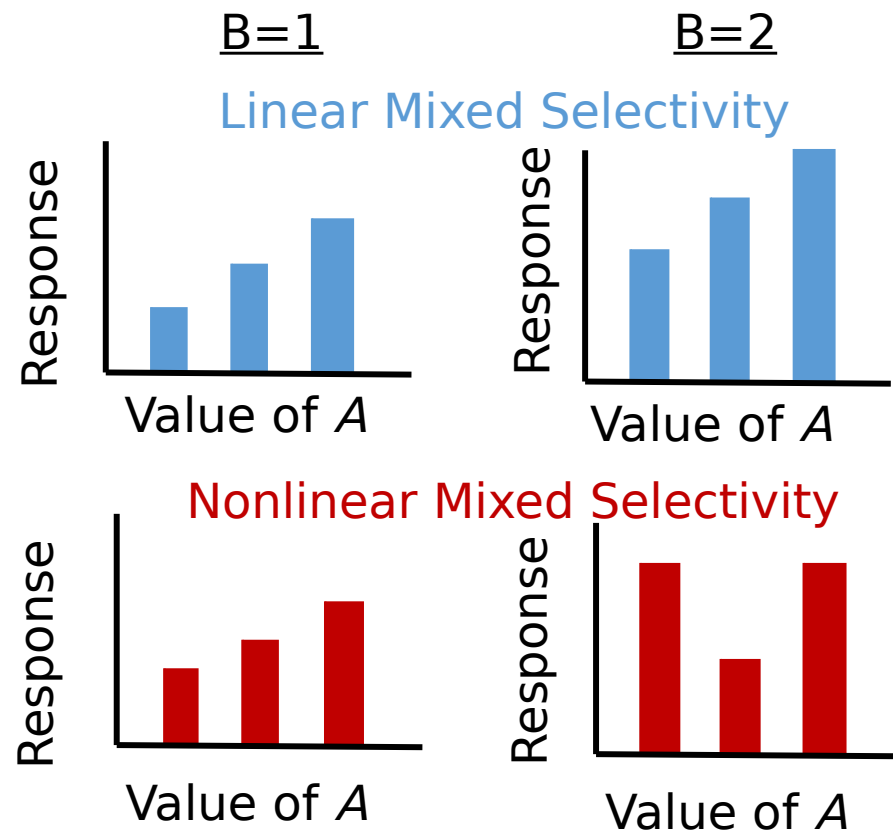 B=1
B=2
Linear Mixed Selectivity
Response
Response
Value of A
Value of A
Nonlinear Mixed Selectivity
Response
Response
Value of A
Value of A